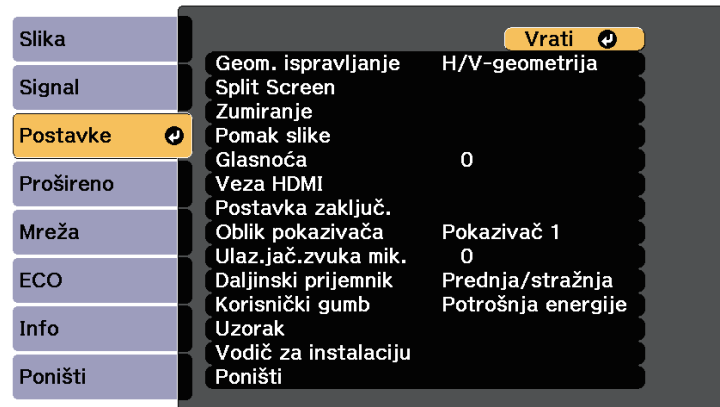 Slika
Signal
Postavke
Prošireno
Mreža
ECO
Info
Poništi
Vrati
Geom. ispravljanje H/V-geometrija
Split Screen
Zumiranje
Pomak slike
Glasnoća 0
Veza HDMI
Postavka zaključ.
Oblik pokazivača Pokazivač 1
Ulaz.jač.zvuka mik. 0
Daljinski prijemnik Prednja/stražnja
Korisnički gumb Potrošnja energije
Uzorak
Vodič za instalaciju
Poništi